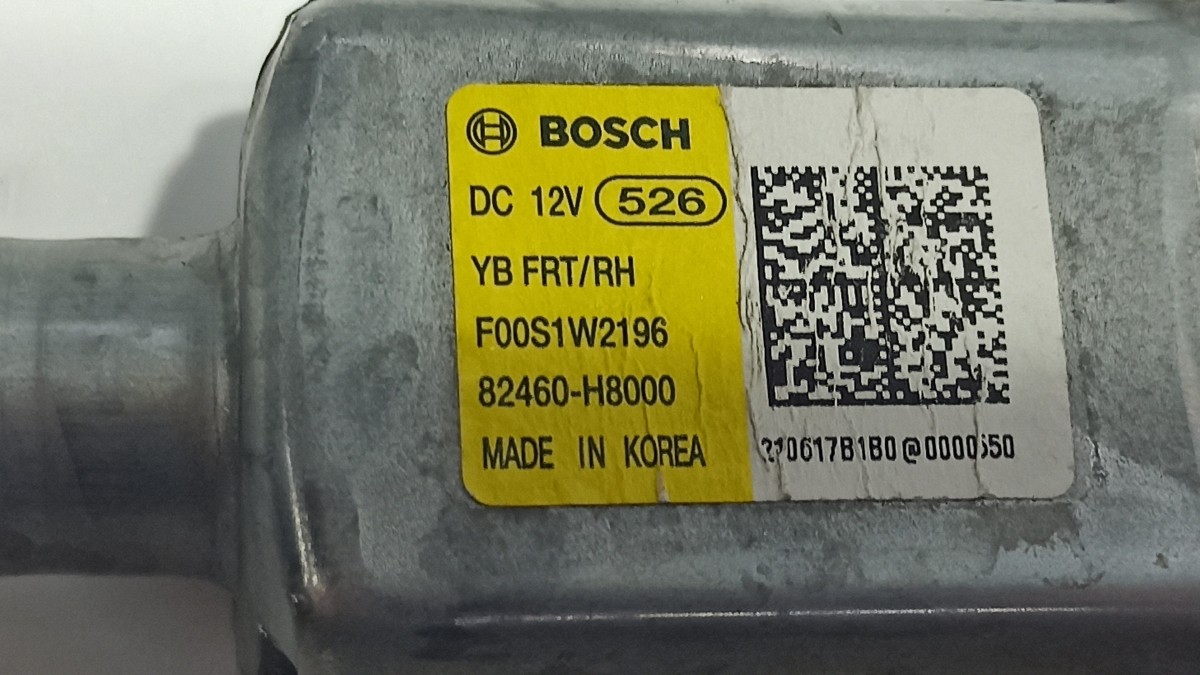 BOSCH
DC 12V 526
YB FRT/RH
F00S1W2196
82460-H8000
MADE IN KOREA